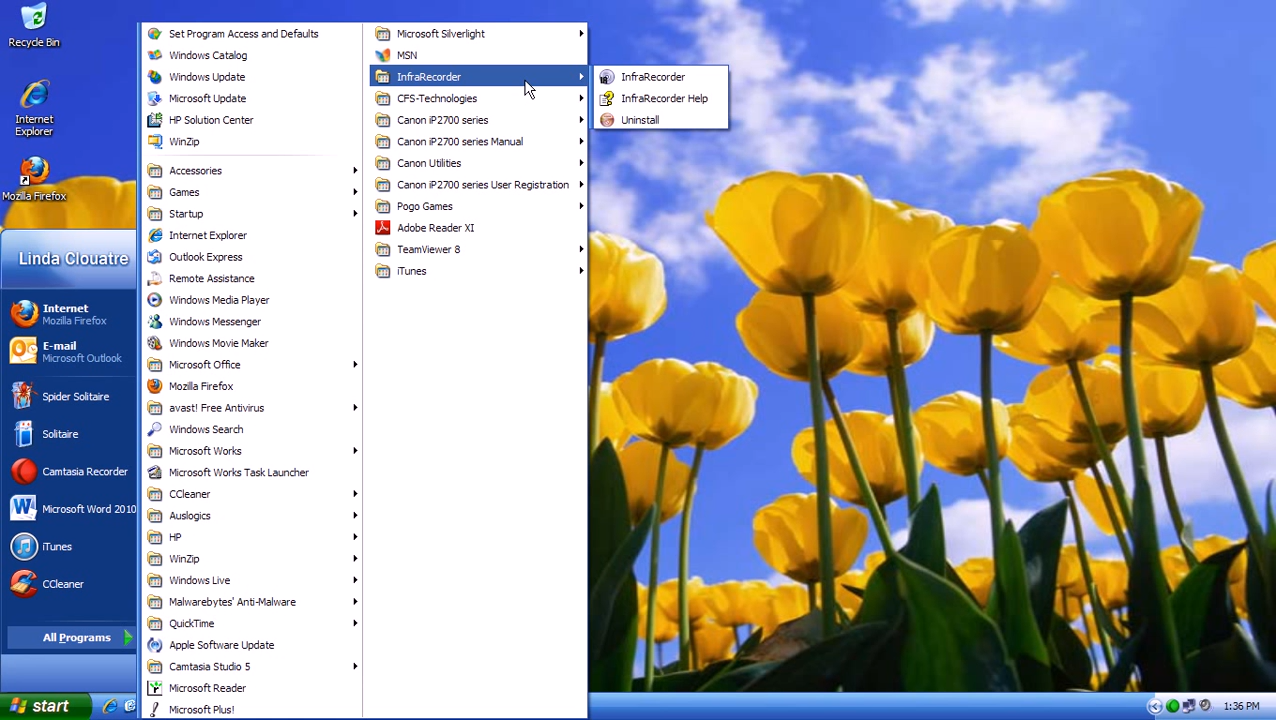 Recycle Bin
Internet
Explorer
Mozilla Firefox
Linda Clouatre
Internet
Mozilla Firefox
E-mail
Microsoft Outlook
Spider Solitaire
Solitaire
Camtasia Recorder
Microsoft Word 2010
iTunes
CCleaner
All Programs
start
Set Program Access and Defaults
Windows Catalog
Windows Update
Microsoft Update
HP Solution Center
WinZip
Accessories
Games
Startup
Internet Explorer
Outlook Express
Remote Assistance
Windows Media Player
Windows Messenger
Windows Movie Maker
Microsoft Office
Mozilla Firefox
avast! Free Antivirus
Windows Search
Microsoft Works
Microsoft Works Task Launcher
CCleaner
Auslogics
HP
WinZip
Windows Live
Malwarebytes' Anti-Malware
QuickTime
Apple Software Update
Camtasia Studio 5
Microsoft Reader
Microsoft Plus!
Microsoft Silverlight
MSN
InfraRecorder
CFS-Technologies
Canon iP2700 series
Canon iP2700 series Manual
Canon Utilities
Canon iP2700 series User Registration
Pogo Games
Adobe Reader XI
TeamViewer 8
iTunes
InfraRecorder
InfraRecorder Help
Uninstall
1:36 PM